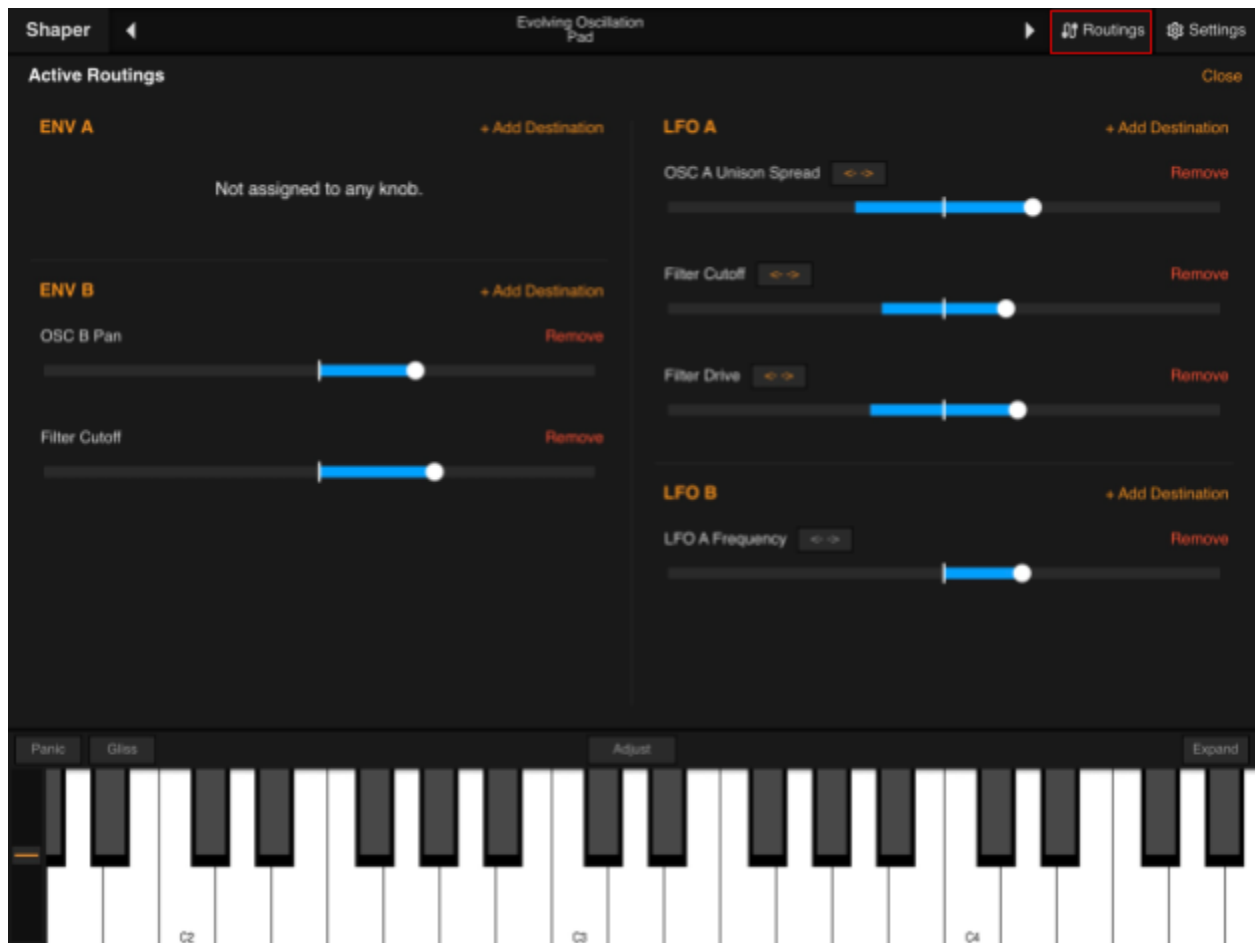 Shaper
Evolving Oscillation
Pad
Routings
Settings
Active Routings
Close
ENV A
+ Add Destination
Not assigned to any knob.
ENV B
+ Add Destination
OSC B Pan
Remove
Filter Cutoff
Remove
LFO A
+ Add Destination
OSC A Unison Spread
<- ->
Remove
Filter Cutoff
<- ->
Remove
Filter Drive
<- ->
Remove
LFO B
+ Add Destination
LFO A Frequency
<- ->
Remove
Panic
Gliss
Adjust
Expand
C2
C3
C4